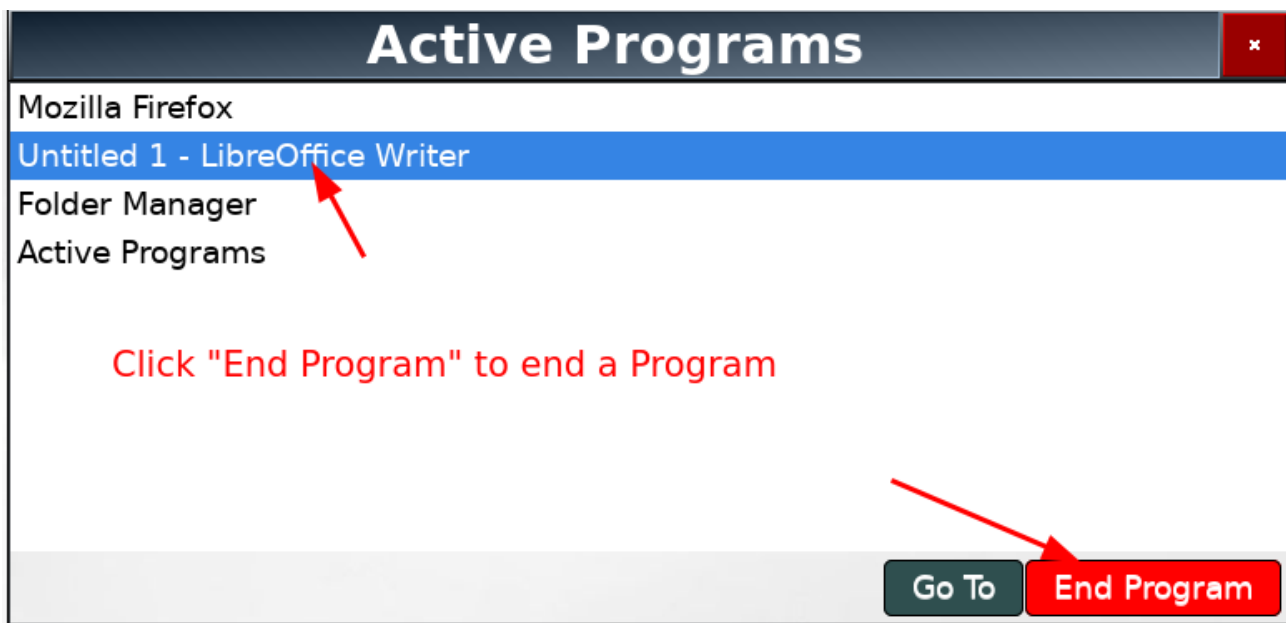 Active Programs
Mozilla Firefox
Untitled 1 - LibreOffice Writer
Folder Manager
Active Programs
Click "End Program" to end a Program
Go To End Program